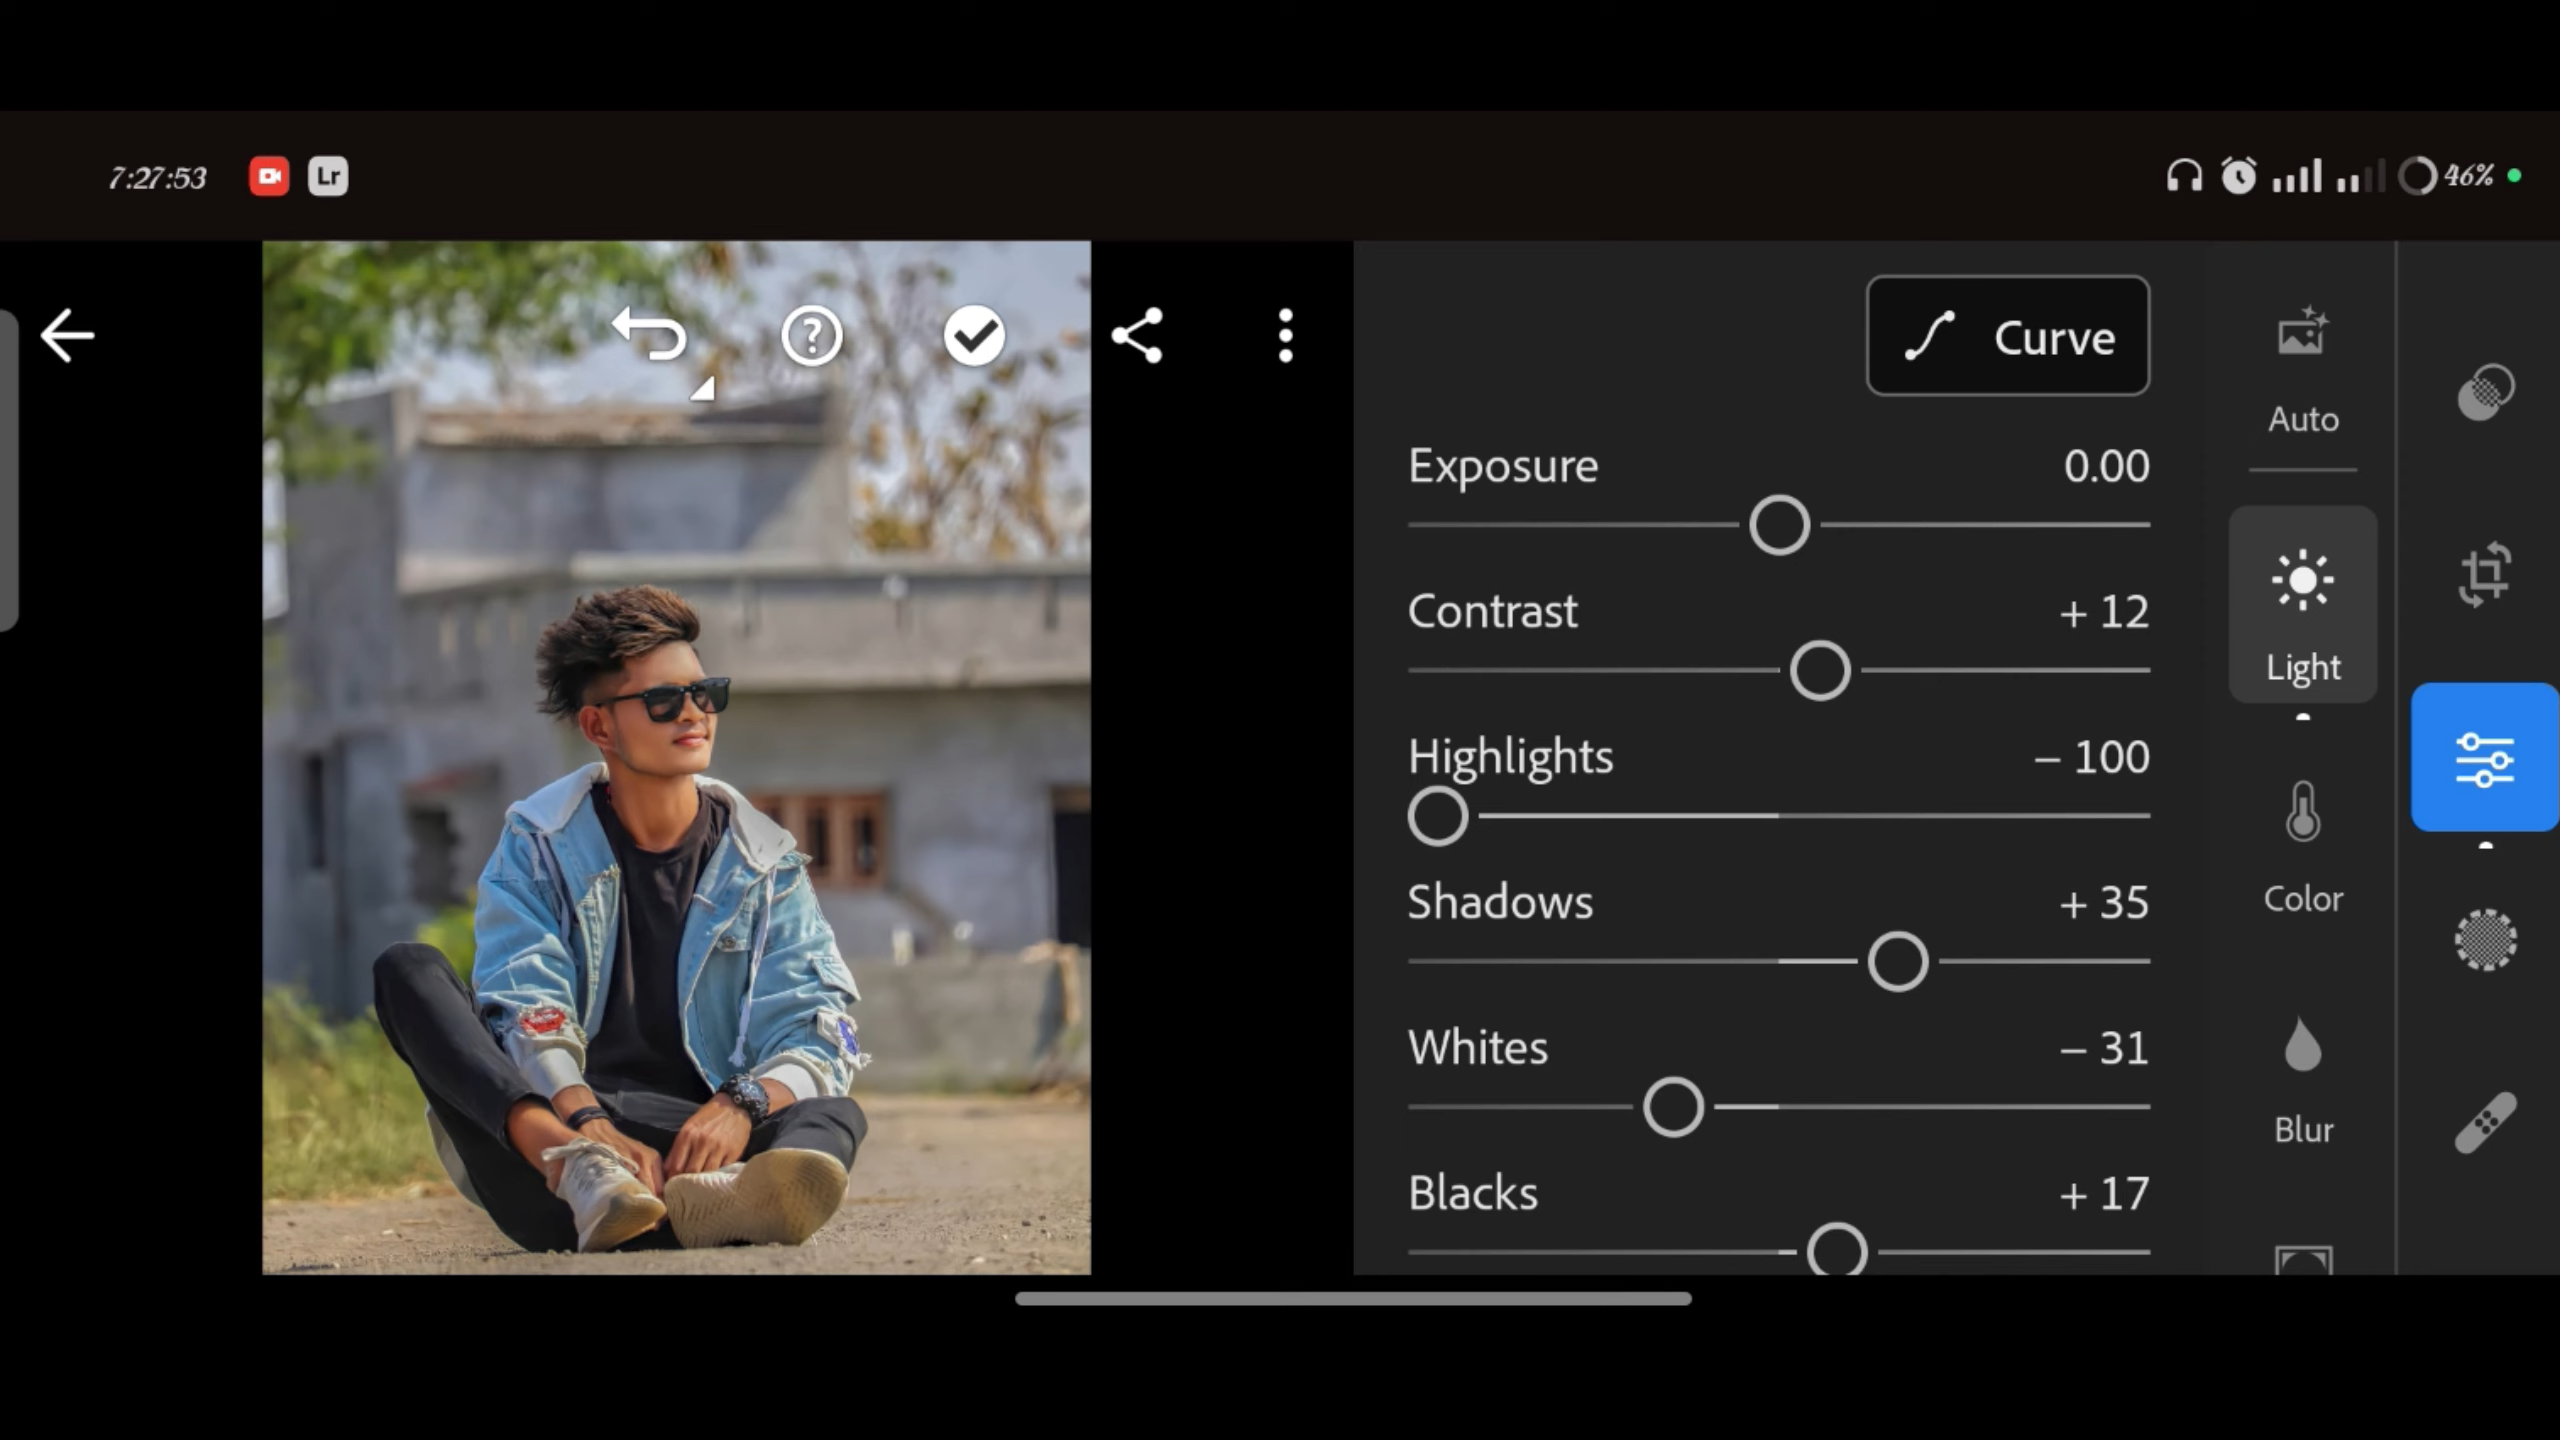 7:27:53 Lr 46%
Curve
Auto
Exposure 0.00
Contrast + 12
Light
Highlights – 100
Shadows + 35
Color
Whites – 31
Blur
Blacks + 17